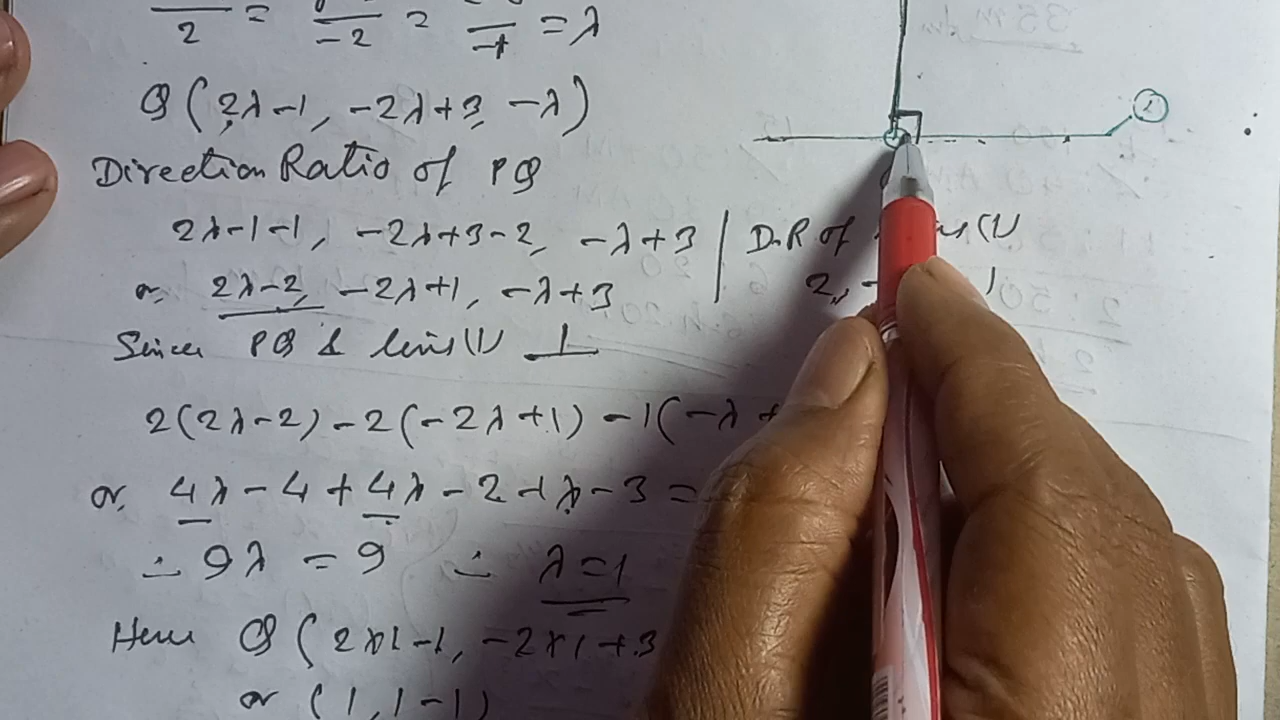 2 = -2 = -1 = λ
Q (2λ-1, -2λ+3, -λ)
Direction Ratio of PQ
2λ-1-1, -2λ+3-2, -λ+3 | D.R of (1)
or, 2λ-2, -2λ+1, -λ+3 2, - 1
Since PQ & line (1) ⊥
2(2λ-2) -2(-2λ+1) -1(-λ +
or, 4λ-4+4λ-2+λ-3 =
∴ 9λ = 9 ∴ λ=1
Hence Q (2×1-1, -2×1+3
or (1, 1 -1)